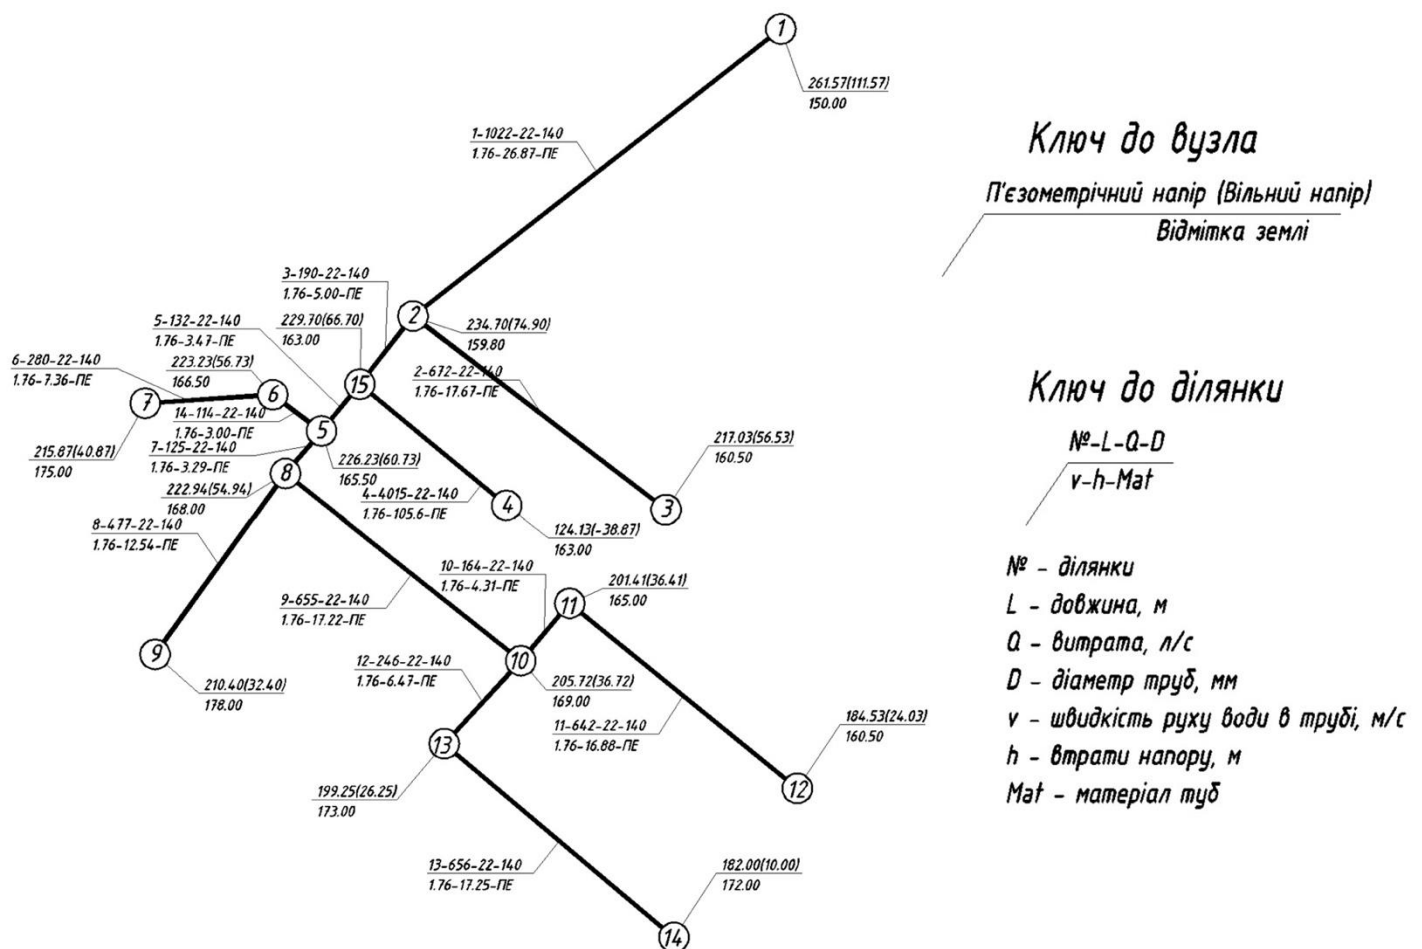 1
261.57(111.57)
150.00
1-1022-22-140
1.76-26.87-ПЕ
Ключ до вузла
П'єзометрічний напір (Вільний напір)
Відмітка землі
3-190-22-140
1.76-5.00-ПЕ
2
234.70(74.90)
159.80
5-132-22-140
1.76-3.47-ПЕ
229.70(66.70)
163.00
6-280-22-140
1.76-7.36-ПЕ
223.23(56.73)
166.50
15
2-672-22-140
1.76-17.67-ПЕ
7
6
14-114-22-140
1.76-3.00-ПЕ
5
Ключ до ділянки
№-L-Q-D
v-h-Mat
215.87(40.87)
175.00
7-125-22-140
1.76-3.29-ПЕ
226.23(60.73)
165.50
217.03(56.53)
160.50
8
222.94(54.94)
168.00
4-4015-22-140
1.76-105.6-ПЕ
4
3
124.13(-38.87)
163.00
8-477-22-140
1.76-12.54-ПЕ
10-164-22-140
1.76-4.31-ПЕ
201.41(36.41)
165.00
9-655-22-140
1.76-17.22-ПЕ
11
9
10
210.40(32.40)
178.00
12-246-22-140
1.76-6.47-ПЕ
205.72(36.72)
169.00
11-642-22-140
1.76-16.88-ПЕ
184.53(24.03)
160.50
13
12
199.25(26.25)
173.00
13-656-22-140
1.76-17.25-ПЕ
182.00(10.00)
172.00
14
№ - ділянки
L - довжина, м
Q - витрата, л/с
D - діаметр труб, мм
v - швидкість руху води в трубі, м/с
h - втрати напору, м
Mat - матеріал туб